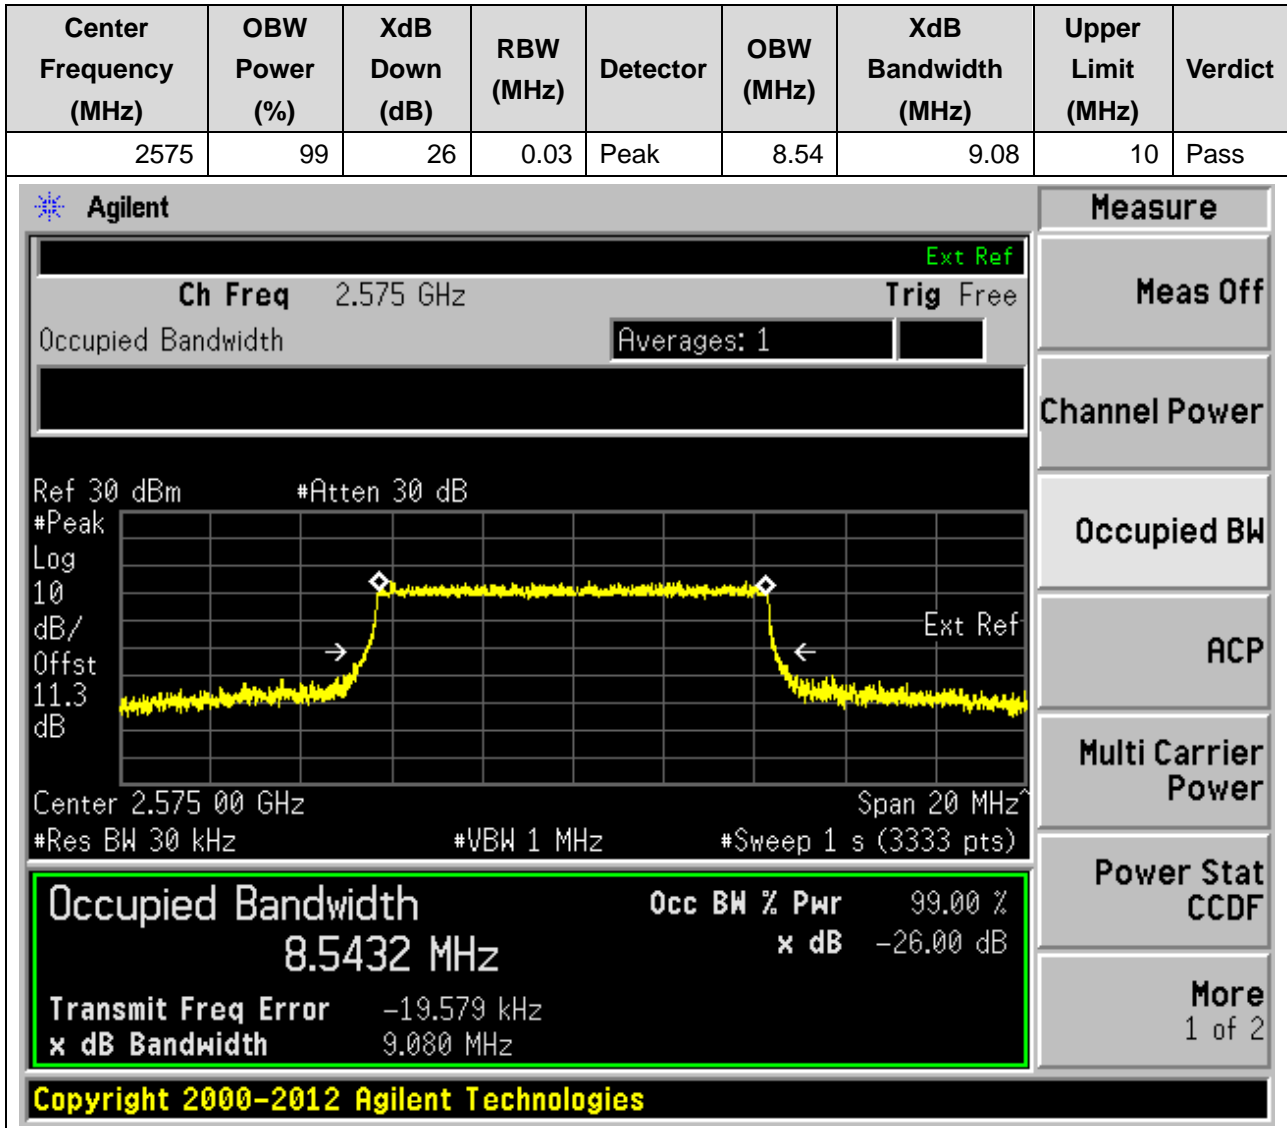 Center Frequency (MHz) OBW Power (%) XdB Down (dB) RBW (MHz) Detector OBW (MHz) XdB Bandwidth (MHz) Upper Limit (MHz) Verdict
2575 99 26 0.03 Peak 8.54 9.08 10 Pass
Agilent
Measure
Ext Ref
Ch Freq 2.575 GHz Trig Free
Meas Off
Occupied Bandwidth Averages: 1
Channel Power
Ref 30 dBm #Atten 30 dB
#Peak
Log
10
dB/
Offst
11.3
dB
Ext Ref
Occupied BW
ACP
Multi Carrier
Power
Center 2.575 00 GHz Span 20 MHz^
#Res BW 30 kHz #VBW 1 MHz #Sweep 1 s (3333 pts)
Power Stat
CCDF
Occupied Bandwidth Occ BW % Pwr 99.00 %
8.5432 MHz x dB -26.00 dB
Transmit Freq Error -19.579 kHz
x dB Bandwidth 9.080 MHz
More
1 of 2
Copyright 2000-2012 Agilent Technologies